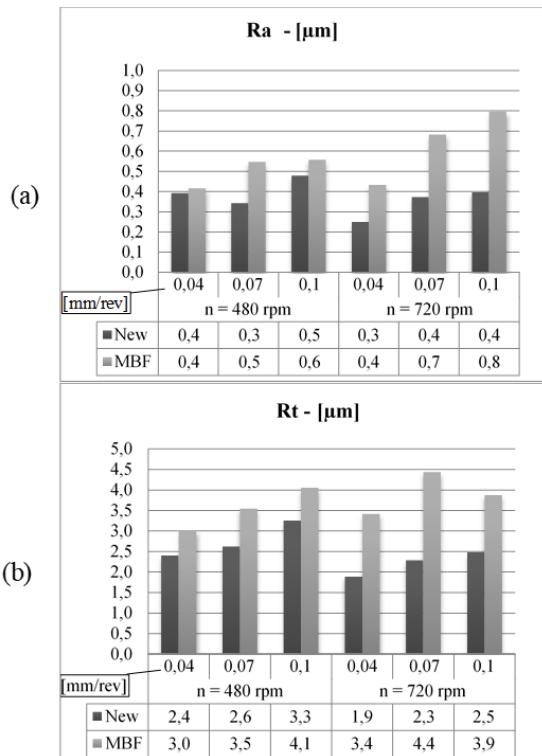 Ra - [µm]
1,0
0,9
0,8
0,7
0,6
0,5
0,4
0,3
0,2
0,1
0,0
(a)
0,04 0,07 0,1 0,04 0,07 0,1
[mm/rev]
n = 480 rpm n = 720 rpm
New 0,4 0,3 0,5 0,3 0,4 0,4
MBF 0,4 0,5 0,6 0,4 0,7 0,8
Rt - [µm]
5,0
4,5
4,0
3,5
3,0
2,5
2,0
1,5
1,0
0,5
0,0
(b)
0,04 0,07 0,1 0,04 0,07 0,1
[mm/rev]
n = 480 rpm n = 720 rpm
New 2,4 2,6 3,3 1,9 2,3 2,5
MBF 3,0 3,5 4,1 3,4 4,4 3,9